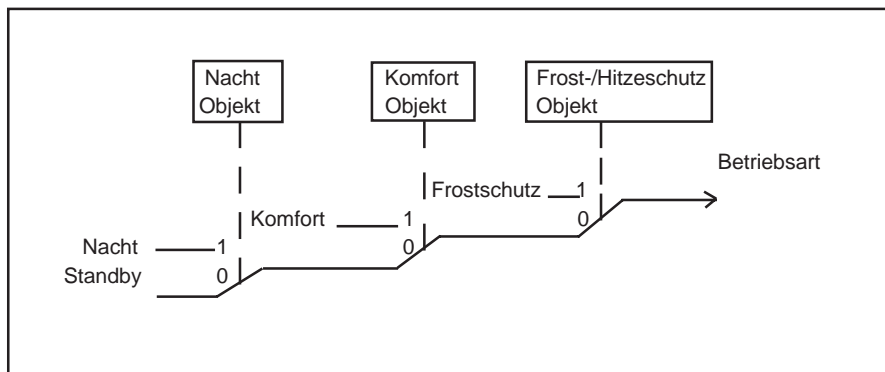 Nacht
Objekt
Komfort
Objekt
Frost-/Hitzeschutz
Objekt
Betriebsart
Frostschutz 1
0
Komfort 1
0
Nacht 1
Standby 0